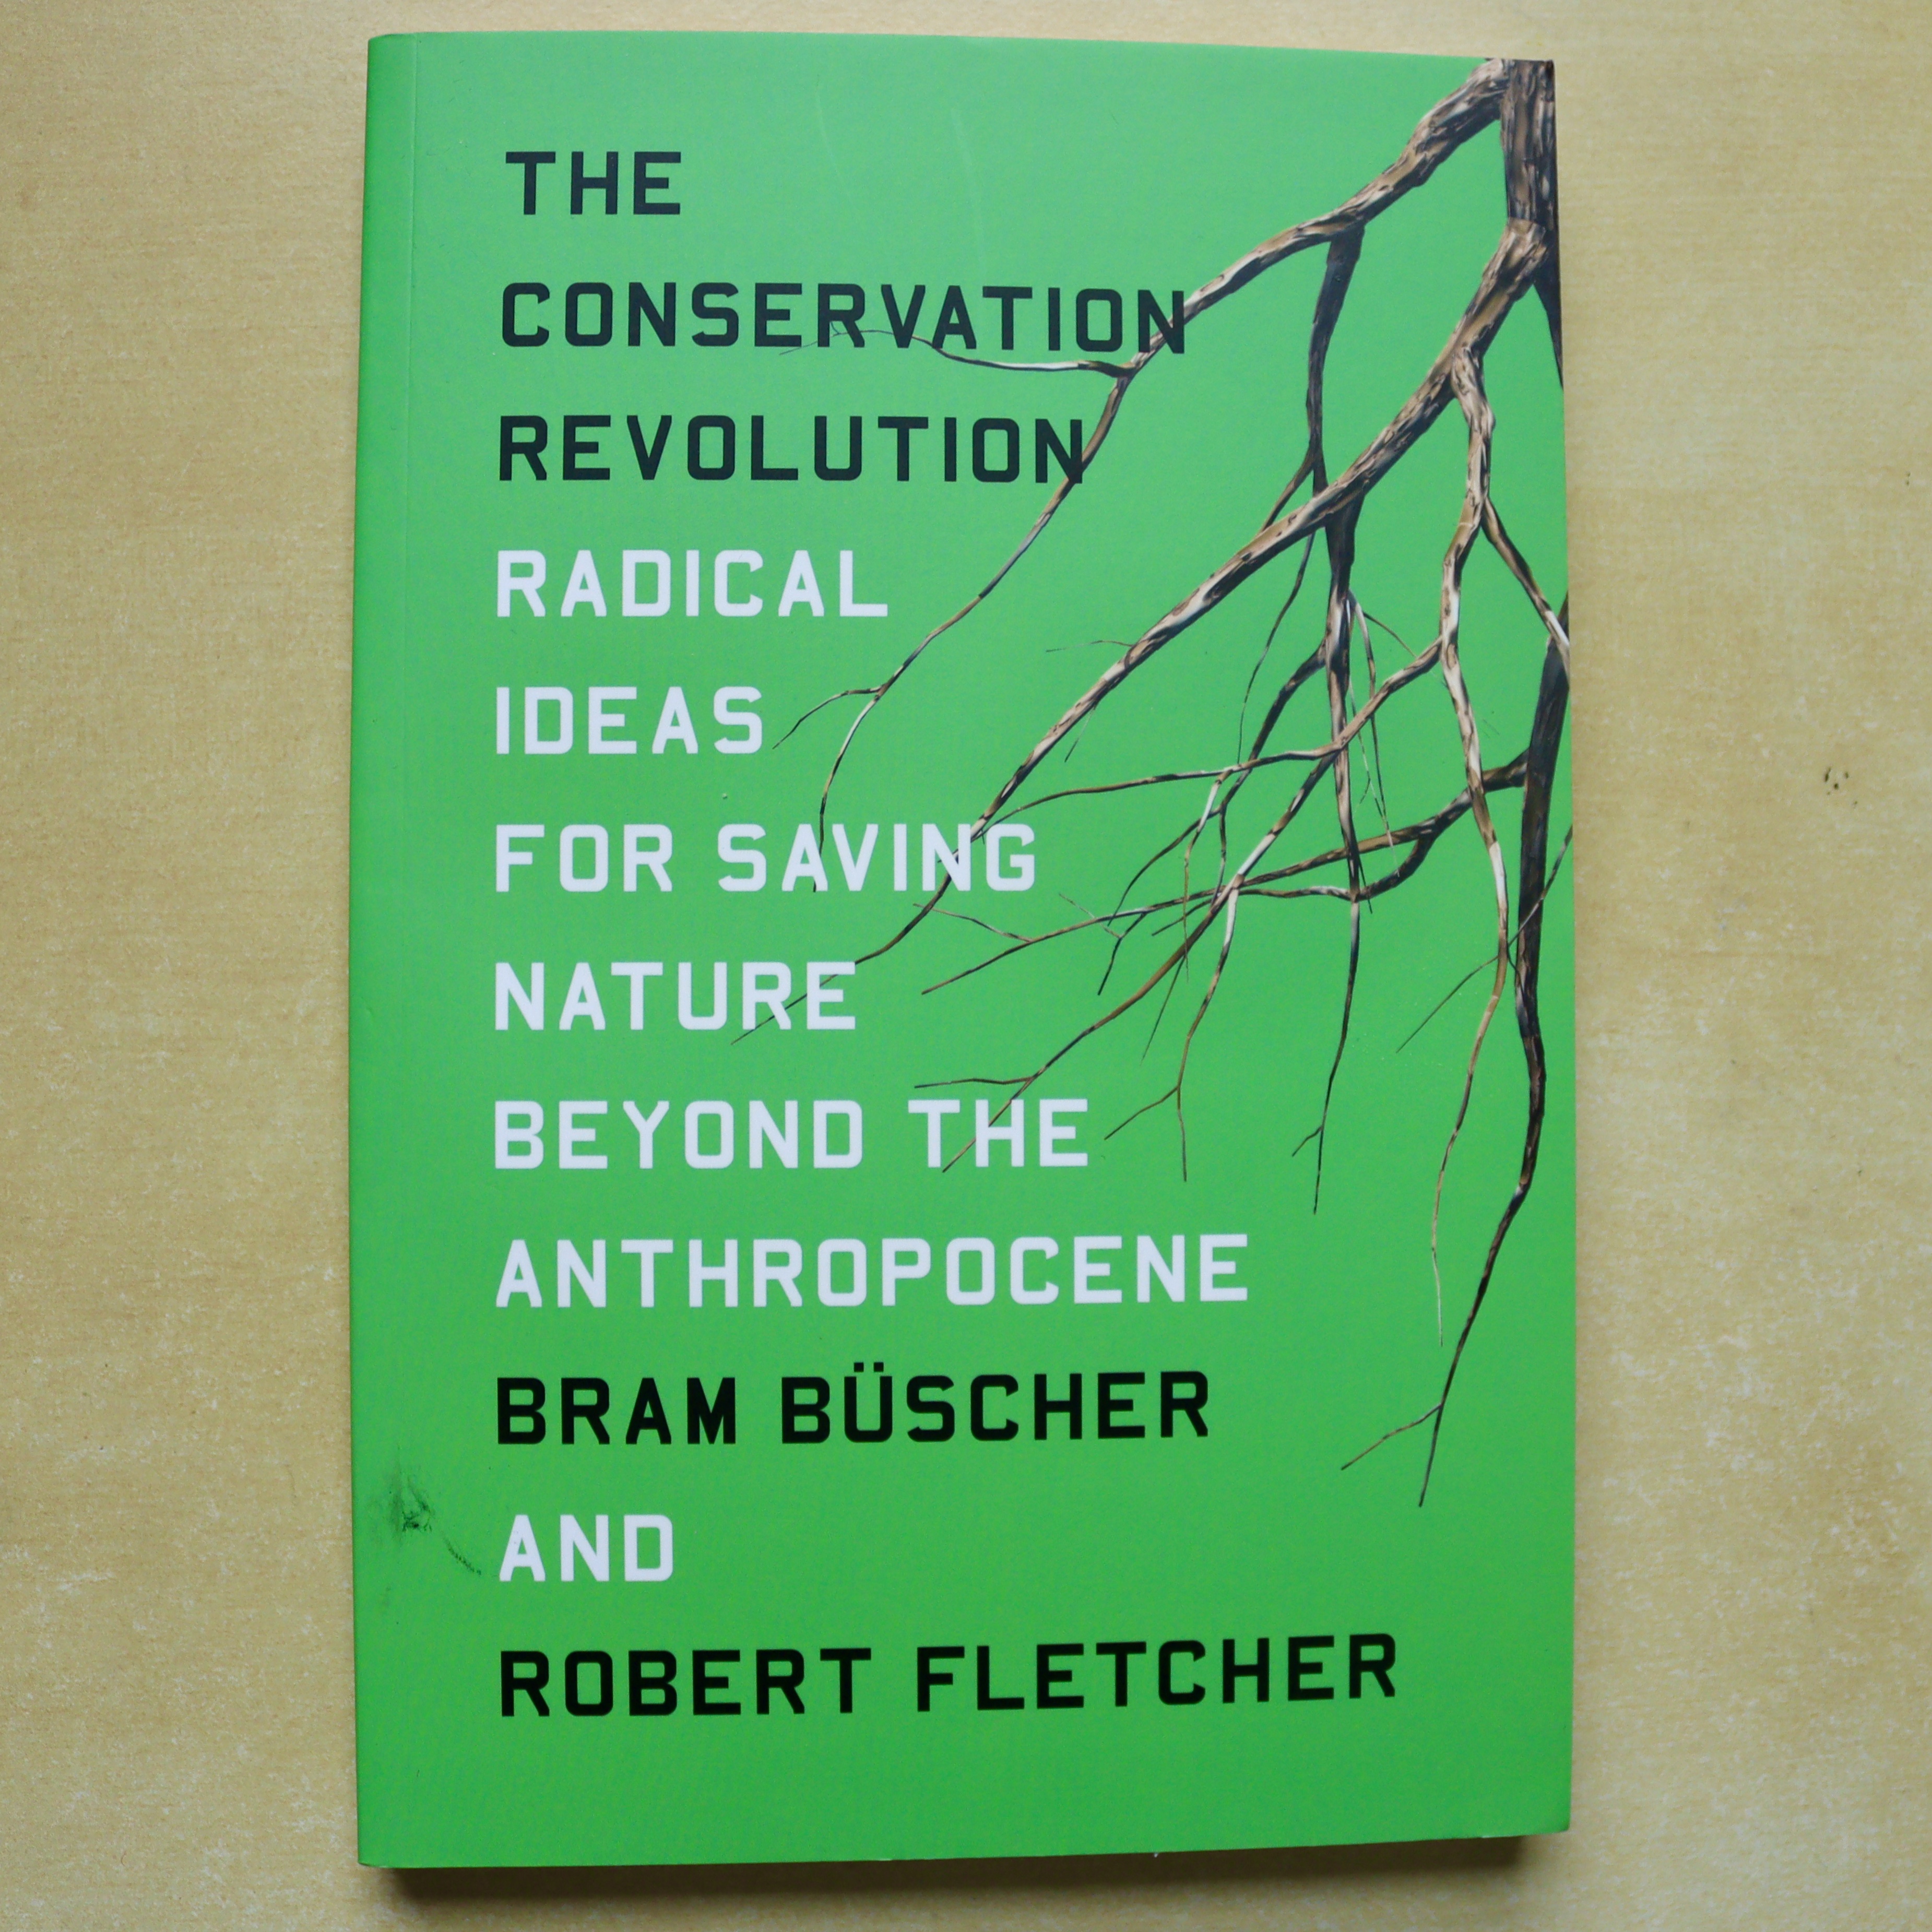 THE
CONSERVATION
REVOLUTION
RADICAL
IDEAS
FOR SAVING
NATURE
BEYOND THE
ANTHROPOCENE
BRAM BÜSCHER
AND
ROBERT FLETCHER